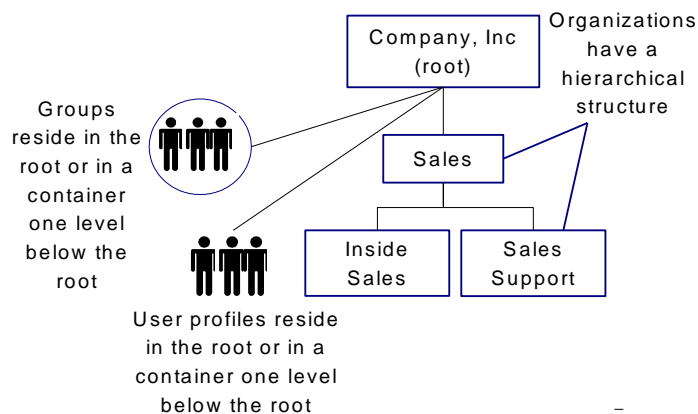 Company, Inc
(root)
Organizations
have a
hierarchical
structure
Groups
reside in the
root or in a
container
one level
below the
root
Sales
Inside
Sales
Sales
Support
User profiles reside
in the root or in a
container one level
below the root